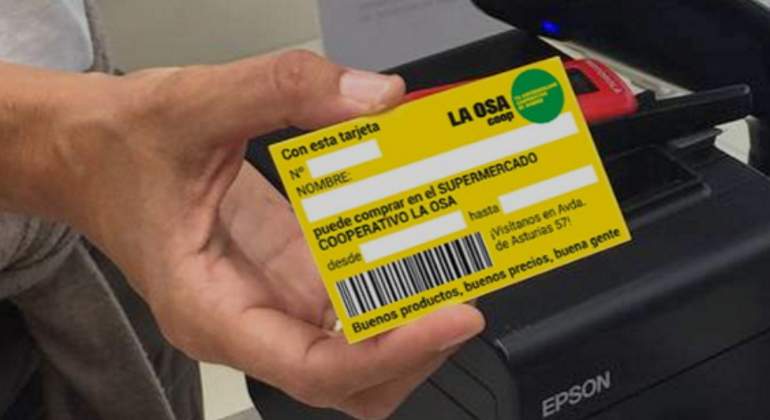 LA OSA
coop
Con esta tarjeta
Nº
NOMBRE:
puede comprar en el SUPERMERCADO
COOPERATIVO LA OSA
desde hasta
¡Visítanos en Avda.
de Asturias 57!
Buenos productos, buenos precios, buena gente
EPSON